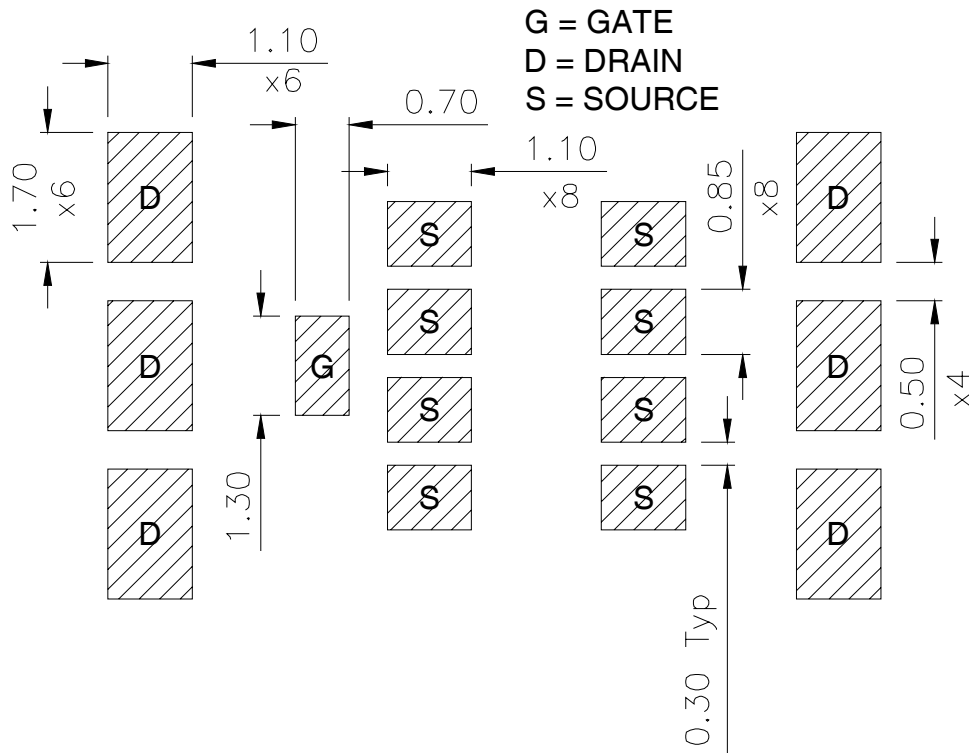 G = GATE
D = DRAIN
S = SOURCE
1.10
x6
0.70
1.10
x8
1.70
x6
0.85
x8
D
D
S
S
S
S
D
G
D
S
S
S
S
D
D
0.50
x4
1.30
0.30 Typ